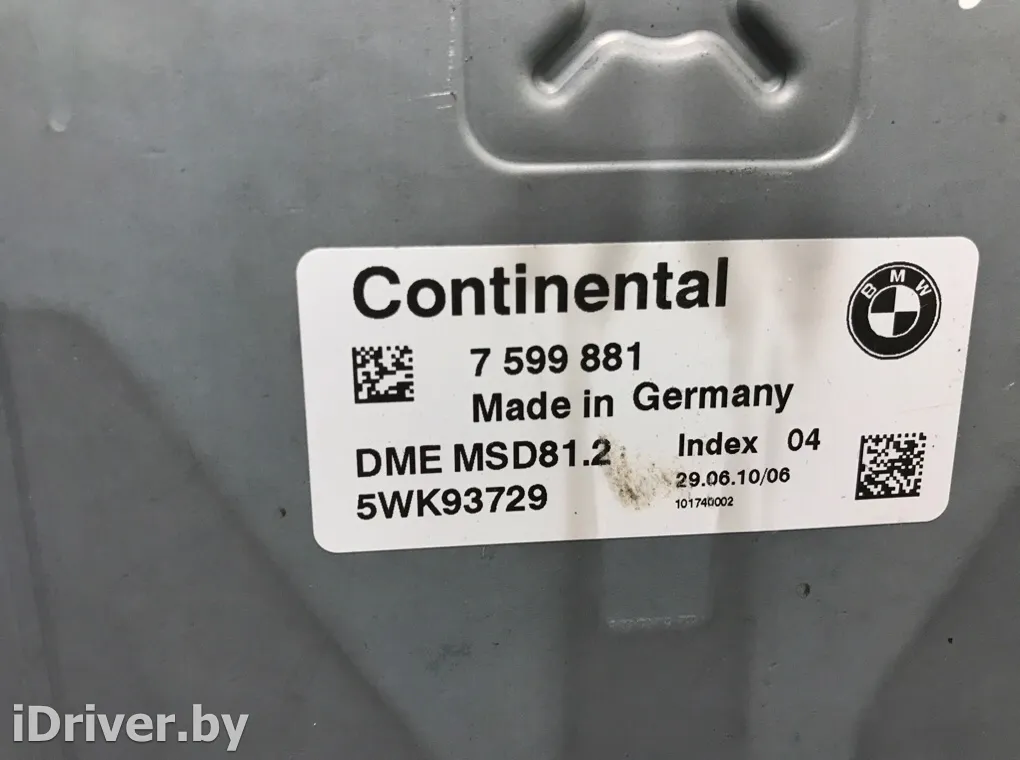 Continental
BMW
7 599 881
Made in Germany
DME MSD81.2
Index 04
5WK93729
29.06.10/06
101740002
iDriver.by